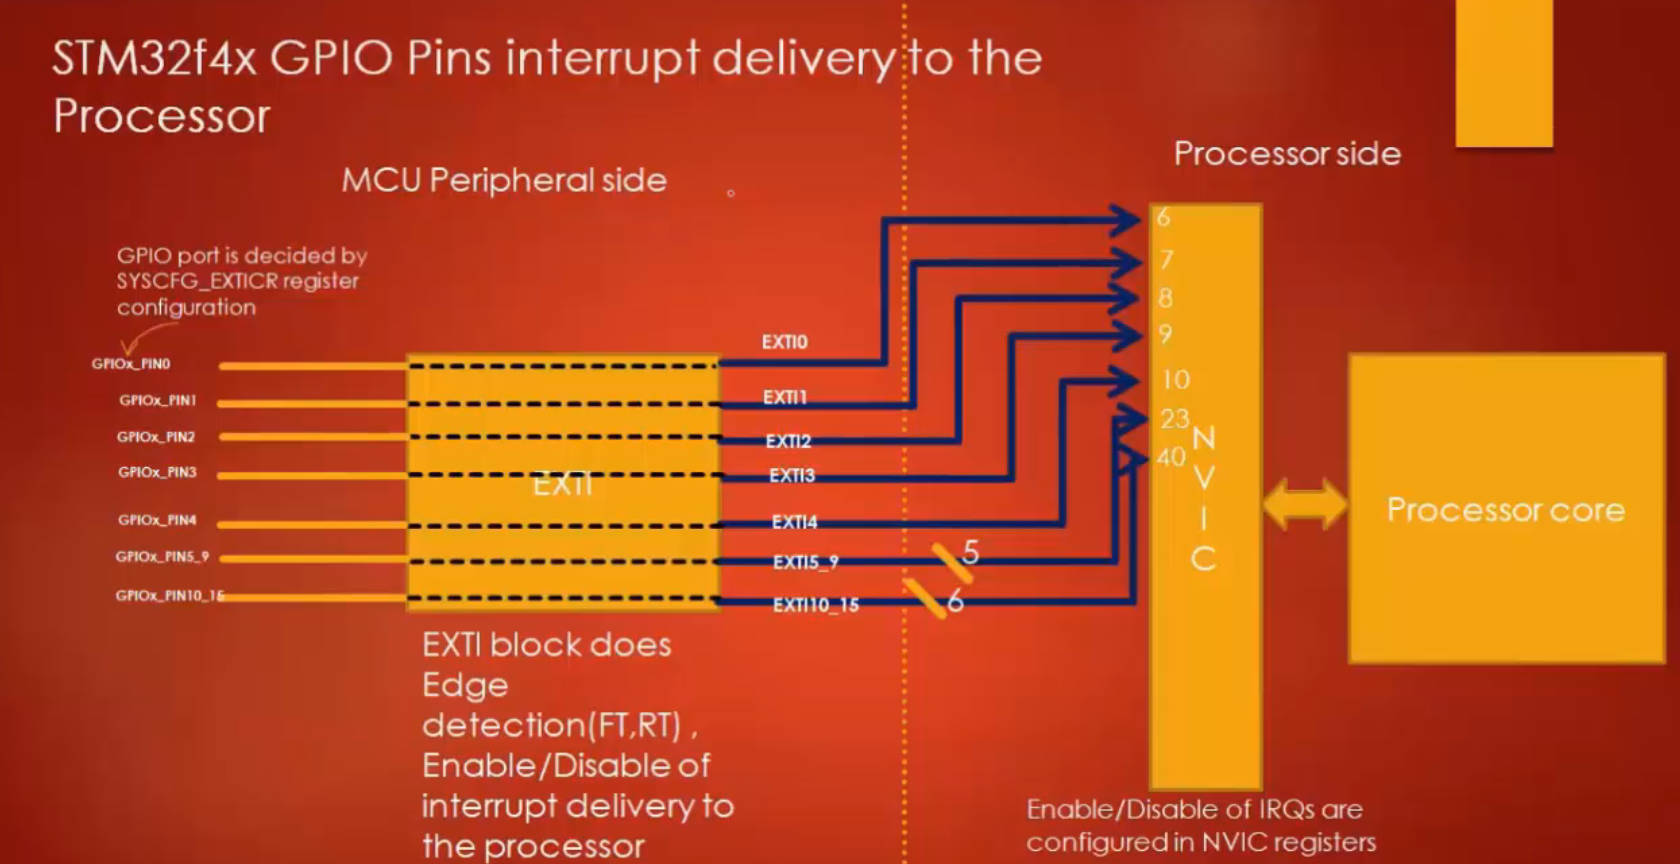 STM32f4x GPIO Pins interrupt delivery to the
Processor
MCU Peripheral side
Processor side
GPIO port is decided by
SYSCFG_EXTICR register
configuration
GPIOx_PIN0
GPIOx_PIN1
GPIOx_PIN2
GPIOx_PIN3
GPIOx_PIN4
GPIOx_PIN5_9
GPIOx_PIN10_15
EXTI
EXTI0
EXTI1
EXTI2
EXTI3
EXTI4
EXTI5_9
EXTI10_15
5
6
6
7
8
9
10
23
40
N
V
I
C
Processor core
EXTI block does
Edge
detection(FT,RT) ,
Enable/Disable of
interrupt delivery to
the processor
Enable/Disable of IRQs are
configured in NVIC registers